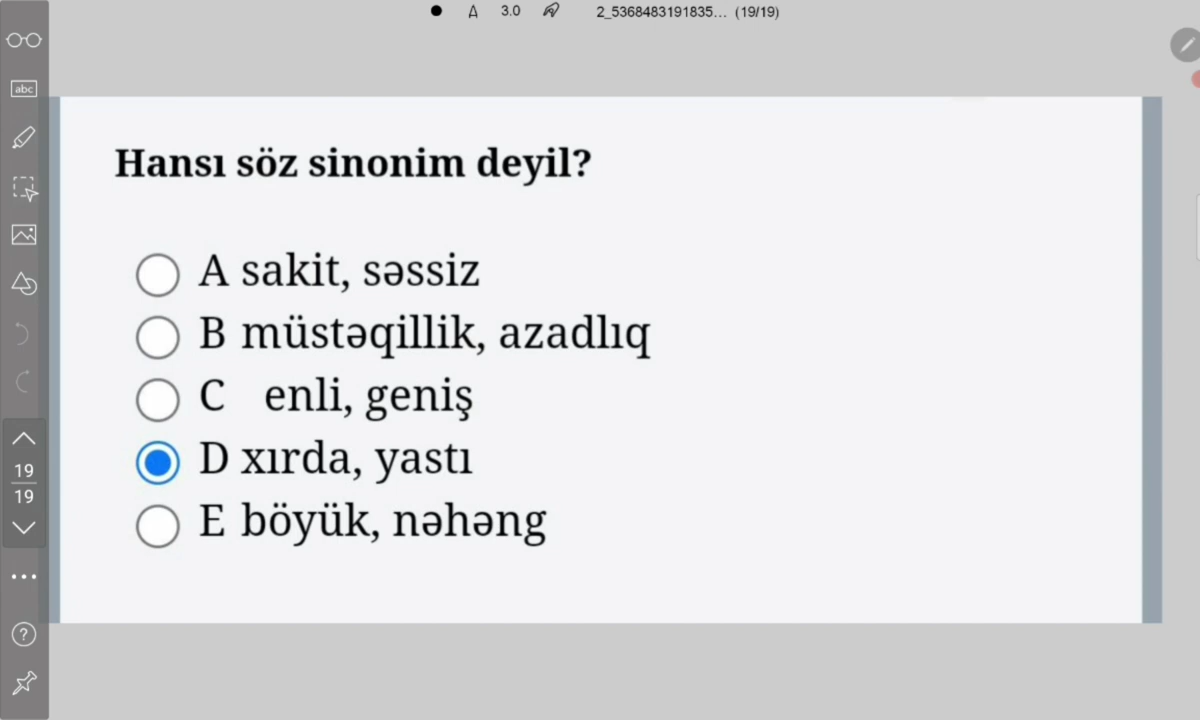 3.0 2_5368483191835... (19/19)
abc
Hansı söz sinonim deyil?
A sakit, səssiz
B müstəqillik, azadlıq
C enli, geniş
D xırda, yastı
E böyük, nəhəng
19
19